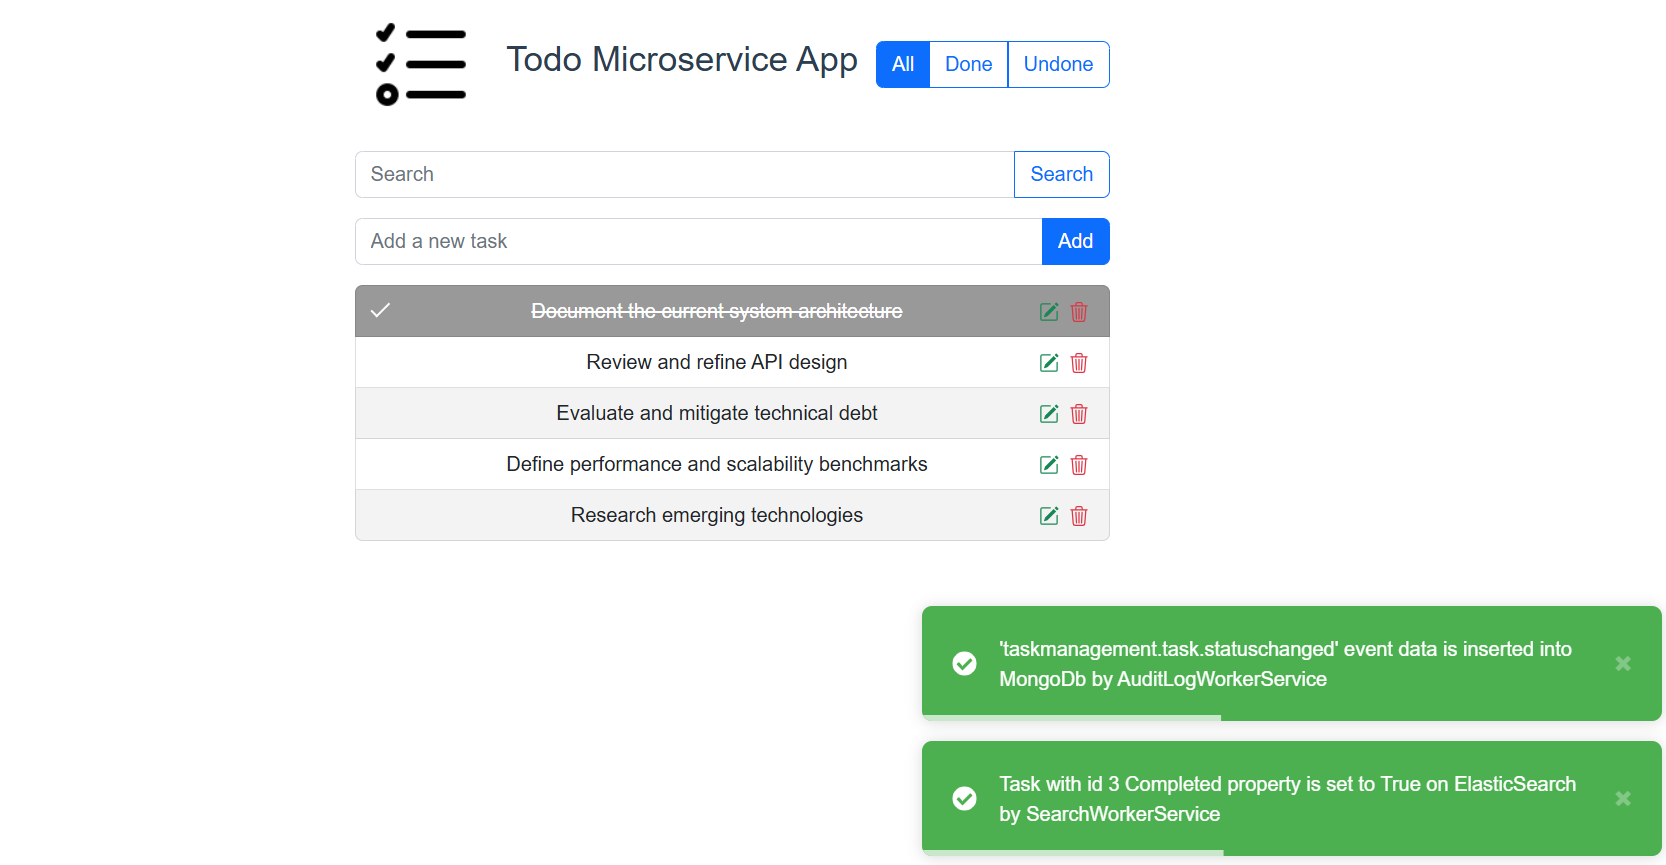 Todo Microservice App
All Done Undone
Search Search
Add a new task Add
Document the current system architecture
Review and refine API design
Evaluate and mitigate technical debt
Define performance and scalability benchmarks
Research emerging technologies
'taskmanagement.task.statuschanged' event data is inserted into
MongoDb by AuditLogWorkerService
Task with id 3 Completed property is set to True on ElasticSearch
by SearchWorkerService